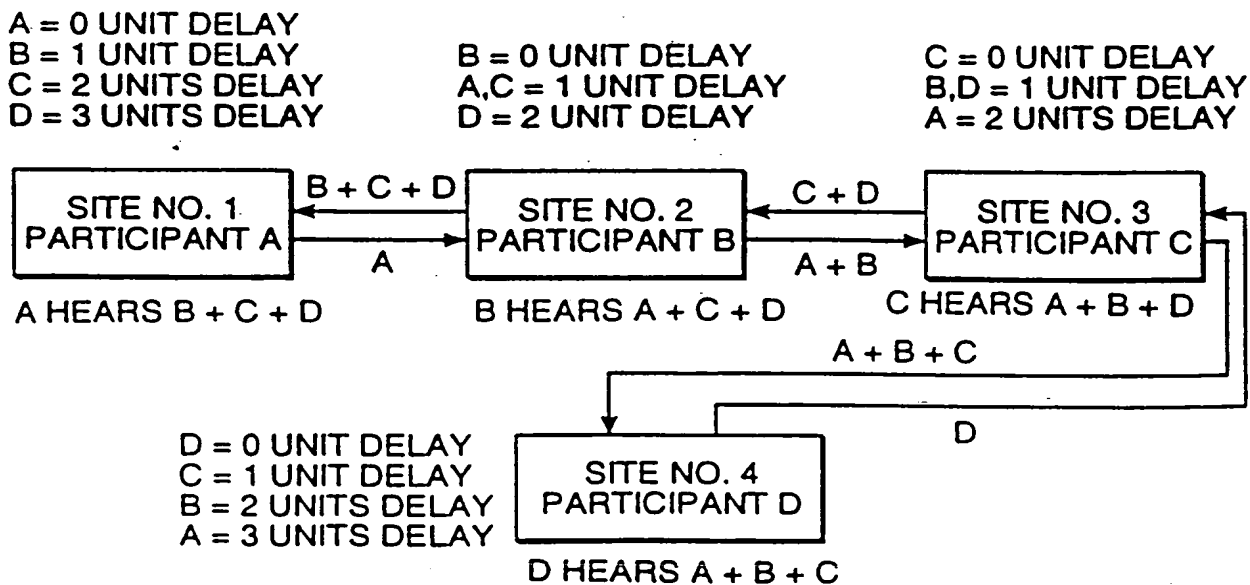 A = 0 UNIT DELAY
B = 1 UNIT DELAY
C = 2 UNITS DELAY
D = 3 UNITS DELAY
B = 0 UNIT DELAY
A,C = 1 UNIT DELAY
D = 2 UNIT DELAY
C = 0 UNIT DELAY
B,D = 1 UNIT DELAY
A = 2 UNITS DELAY
SITE NO. 1
PARTICIPANT A
B + C + D
A
SITE NO. 2
PARTICIPANT B
C + D
A + B
SITE NO. 3
PARTICIPANT C
A HEARS B + C + D
B HEARS A + C + D
C HEARS A + B + D
A + B + C
D
D = 0 UNIT DELAY
C = 1 UNIT DELAY
B = 2 UNITS DELAY
A = 3 UNITS DELAY
SITE NO. 4
PARTICIPANT D
D HEARS A + B + C